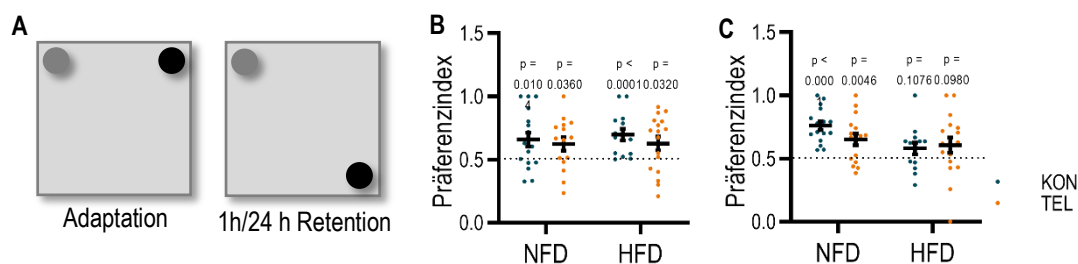 A
Adaptation
1h/24 h Retention
B
Präferenzindex
1.5
1.0
0.5
0.0
p =
0.010
4
p =
0.0360
p <
0.0001
p =
0.0320
NFD
HFD
C
Präferenzindex
1.5
1.0
0.5
0.0
p <
0.000
p =
0.0046
p =
0.1076
p =
0.0980
NFD
HFD
KON
TEL